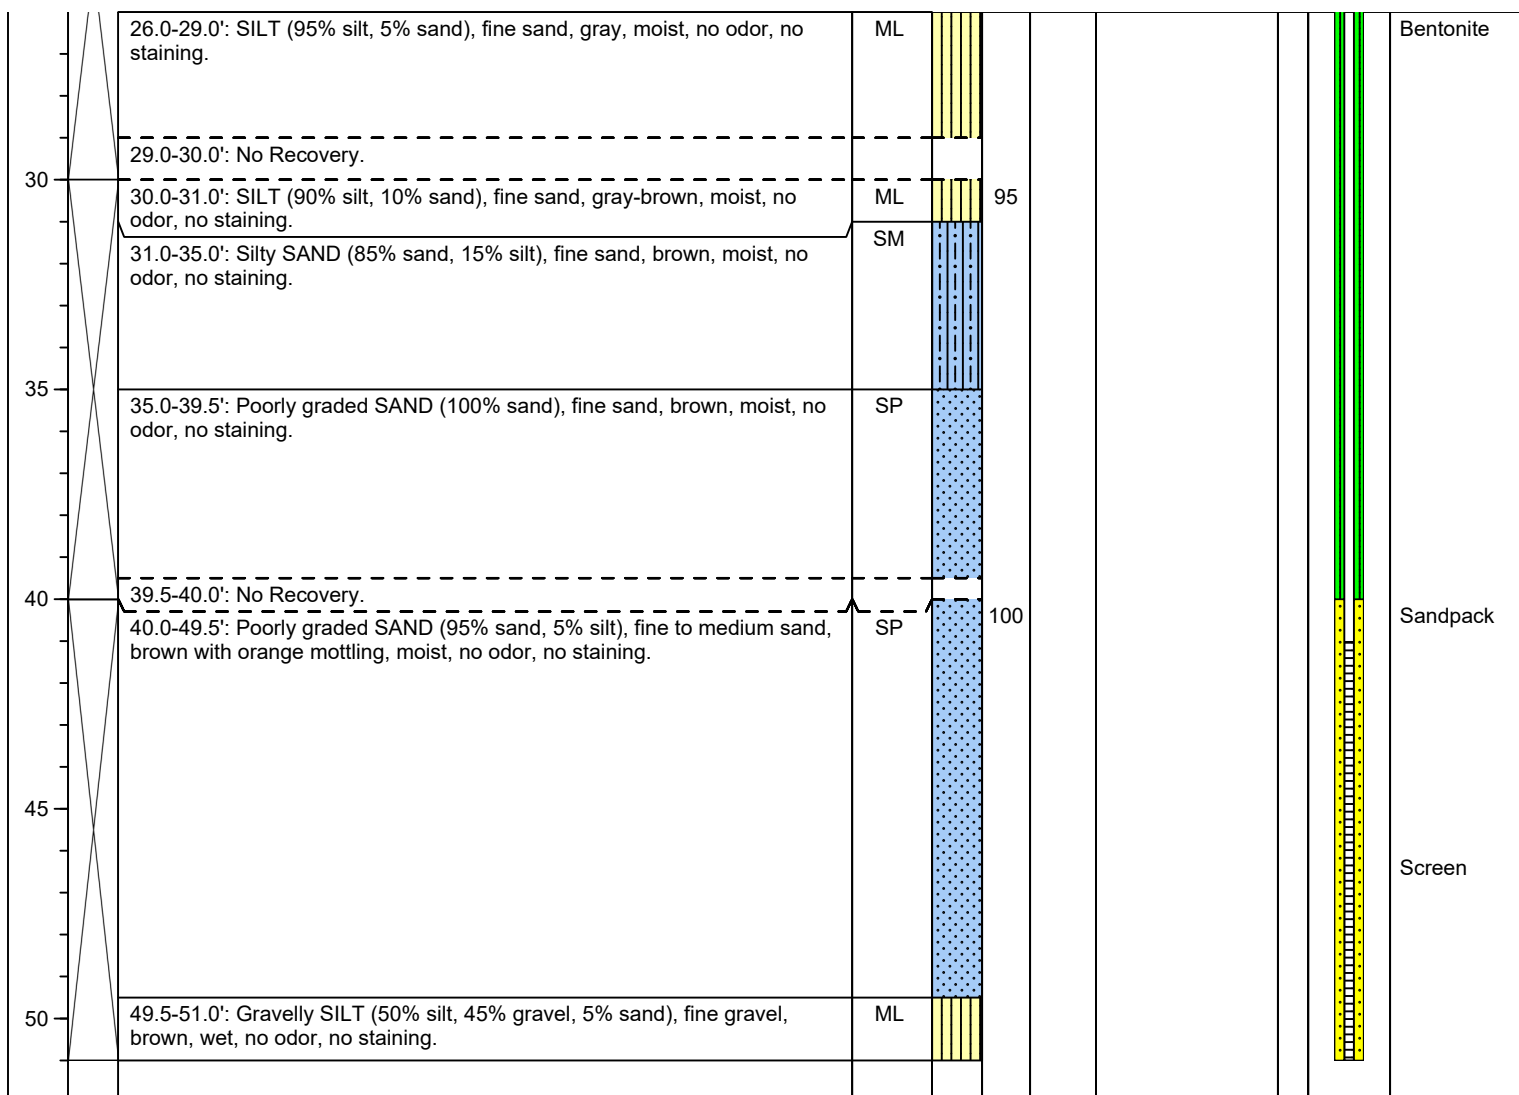 26.0-29.0': SILT (95% silt, 5% sand), fine sand, gray, moist, no odor, no
staining.
ML
Bentonite
29.0-30.0': No Recovery.
30
30.0-31.0': SILT (90% silt, 10% sand), fine sand, gray-brown, moist, no
odor, no staining.
ML
95
31.0-35.0': Silty SAND (85% sand, 15% silt), fine sand, brown, moist, no
odor, no staining.
SM
35
35.0-39.5': Poorly graded SAND (100% sand), fine sand, brown, moist, no
odor, no staining.
SP
39.5-40.0': No Recovery.
40
40.0-49.5': Poorly graded SAND (95% sand, 5% silt), fine to medium sand,
brown with orange mottling, moist, no odor, no staining.
SP
100
Sandpack
45
Screen
49.5-51.0': Gravelly SILT (50% silt, 45% gravel, 5% sand), fine gravel,
brown, wet, no odor, no staining.
ML
50